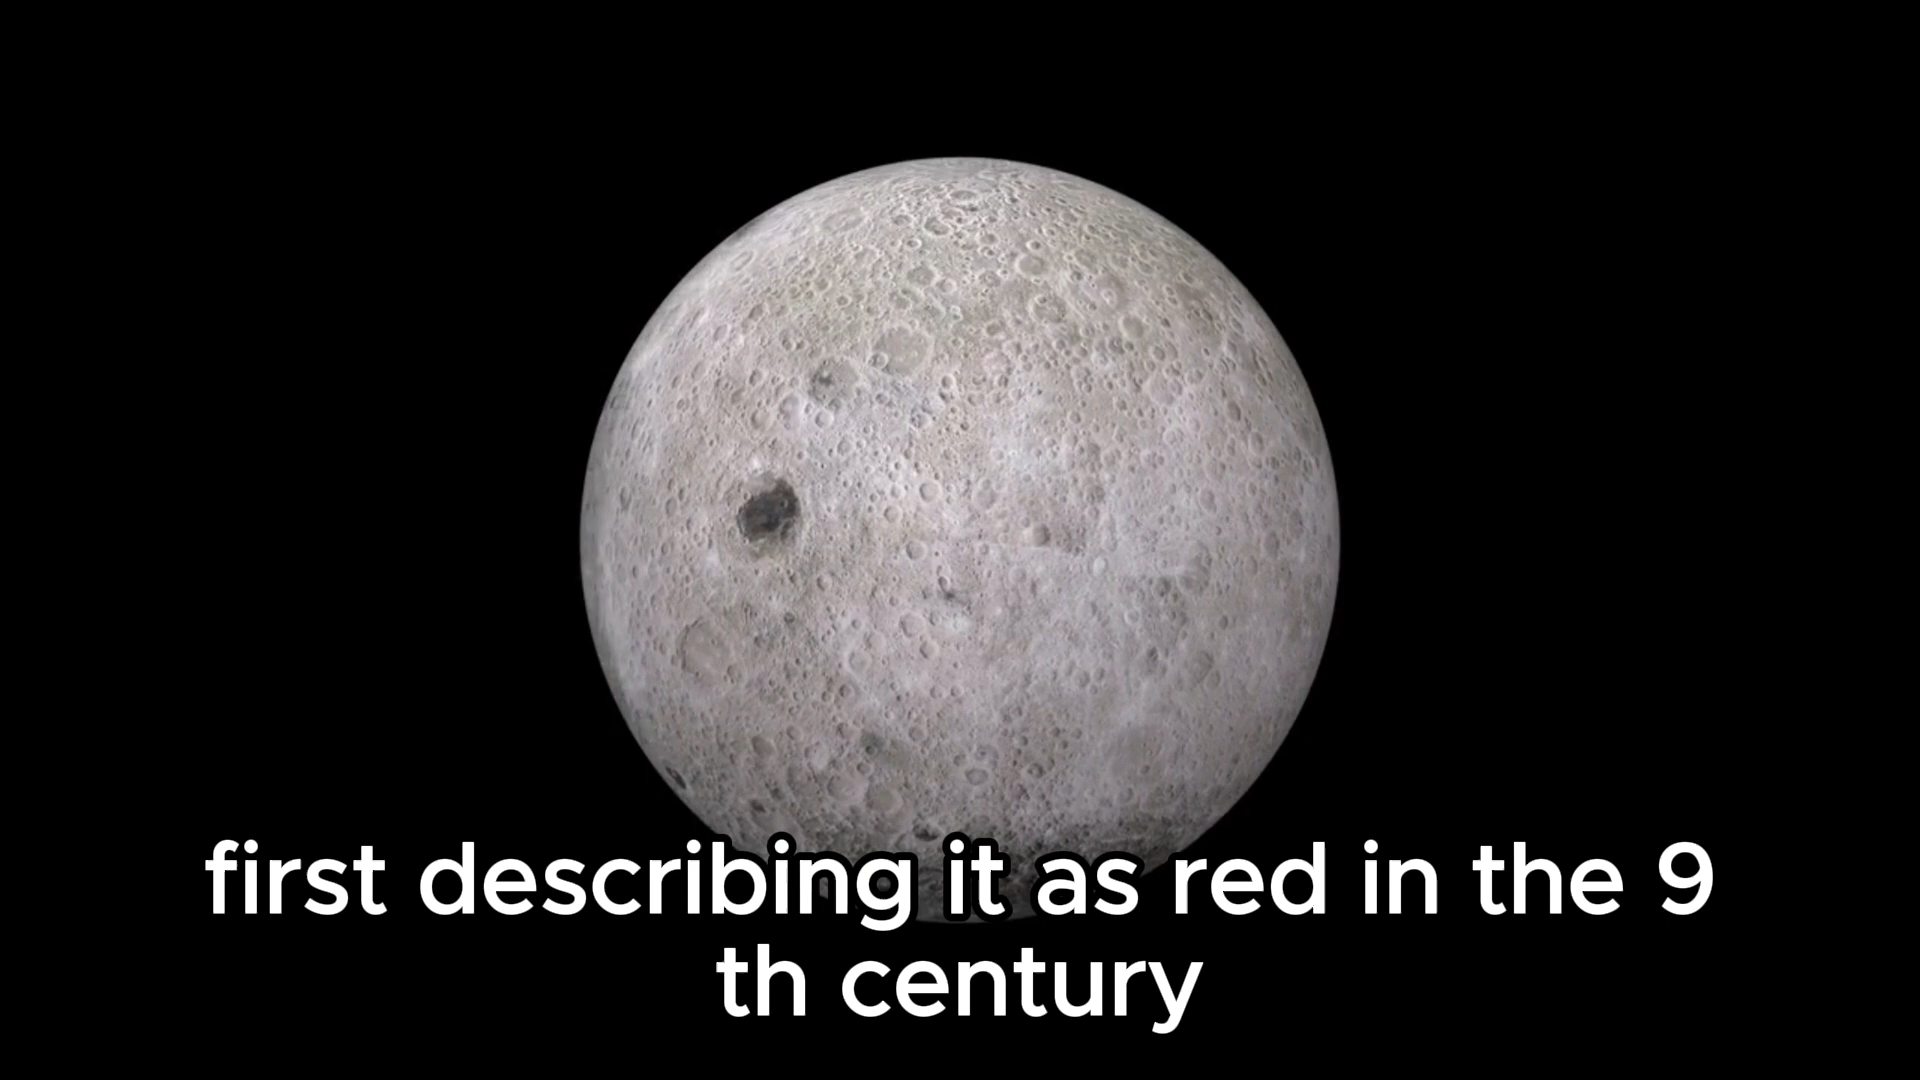 first describing it as red in the 9
th century